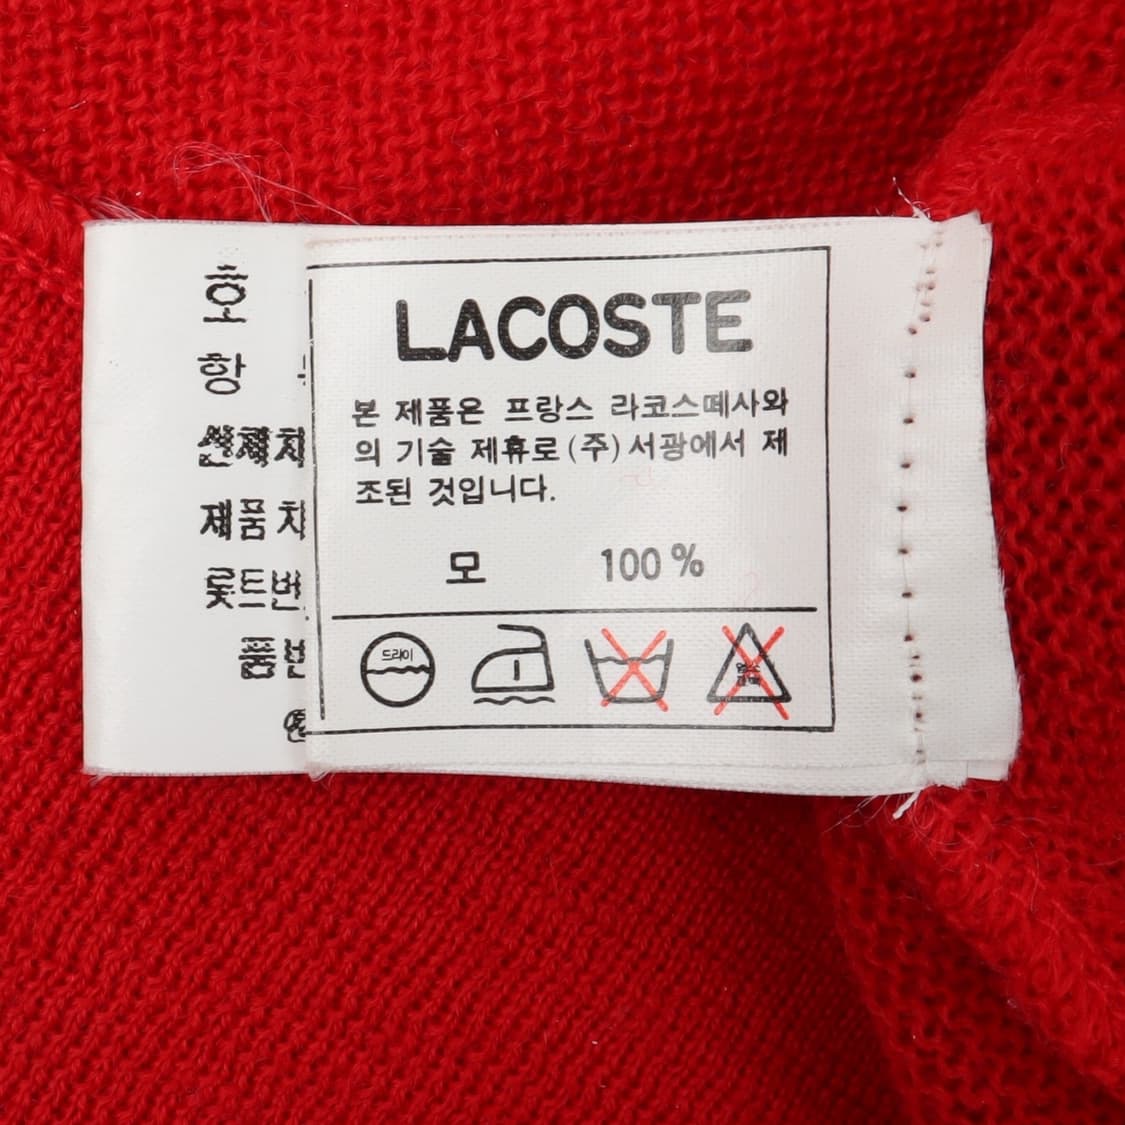 LACOSTE
본 제품은 프랑스 라코스떼사와
의 기술 제휴로 (주) 서광에서 제
조된 것입니다.
모 100 %
드라이
호
항
제품 치
롯트번
품번